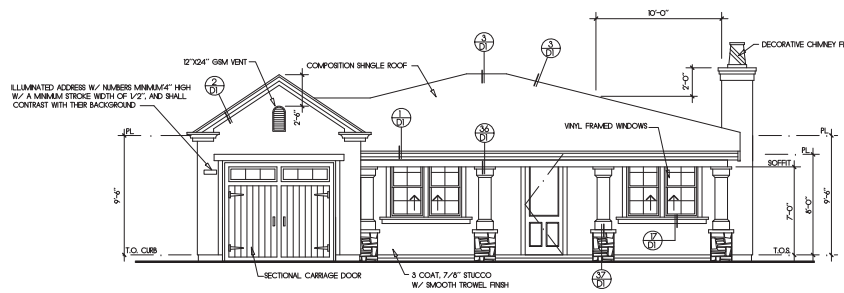 10'-0"
3
D1
3
D1
DECORATIVE CHIMNEY FI
12"X24" GSM VENT
COMPOSITION SHINGLE ROOF
2'-0"
ILLUMINATED ADDRESS W/ NUMBERS MINIMUM 4" HIGH
W/ A MINIMUM STROKE WIDTH OF 1/2", AND SHALL
CONTRAST WITH THEIR BACKGROUND
2
D1
2'-6"
1
D1
36
D1
VINYL FRAMED WINDOWS
PL.
PL.
PL.
SOFFIT
9'-6"
7'-0"
8'-0"
9'-6"
17
D1
T.O. CURB
T.O.S.
SECTIONAL CARRIAGE DOOR
3 COAT, 7/8" STUCCO
W/ SMOOTH TROWEL FINISH
37
D1